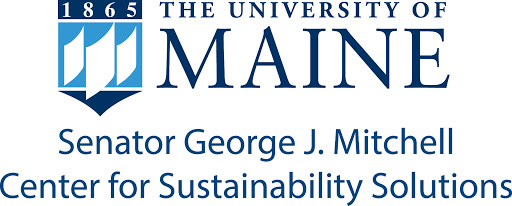 1865
THE UNIVERSITY OF
MAINE
Senator George J. Mitchell
Center for Sustainability Solutions